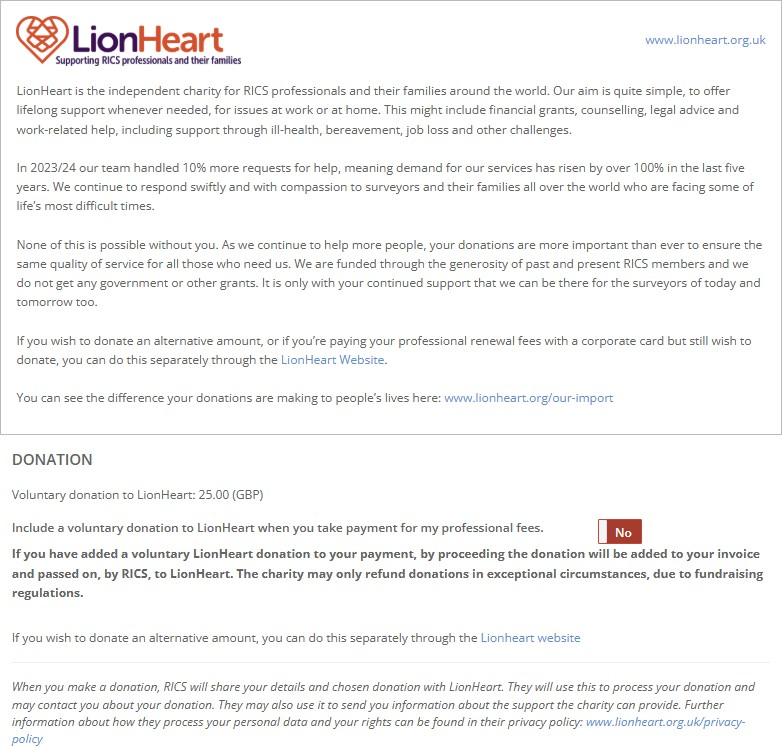 LionHeart
Supporting RICS professionals and their families
www.lionheart.org.uk
LionHeart is the independent charity for RICS professionals and their families around the world. Our aim is quite simple, to offer
lifelong support whenever needed, for issues at work or at home. This might include financial grants, counselling, legal advice and
work-related help, including support through ill-health, bereavement, job loss and other challenges.
In 2023/24 our team handled 10% more requests for help, meaning demand for our services has risen by over 100% in the last five
years. We continue to respond swiftly and with compassion to surveyors and their families all over the world who are facing some of
life's most difficult times.
None of this is possible without you. As we continue to help more people, your donations are more important than ever to ensure the
same quality of service for all those who need us. We are funded through the generosity of past and present RICS members and we
do not get any government or other grants. It is only with your continued support that we can be there for the surveyors of today and
tomorrow too.
If you wish to donate an alternative amount, or if you're paying your professional renewal fees with a corporate card but still wish to
donate, you can do this separately through the LionHeart Website.
You can see the difference your donations are making to people's lives here: www.lionheart.org/our-import
DONATION
Voluntary donation to LionHeart: 25.00 (GBP)
Include a voluntary donation to LionHeart when you take payment for my professional fees.
No
If you have added a voluntary LionHeart donation to your payment, by proceeding the donation will be added to your invoice
and passed on, by RICS, to LionHeart. The charity may only refund donations in exceptional circumstances, due to fundraising
regulations.
If you wish to donate an alternative amount, you can do this separately through the Lionheart website
When you make a donation, RICS will share your details and chosen donation with LionHeart. They will use this to process your donation and
may contact you about your donation. They may also use it to send you information about the support the charity can provide. Further
information about how they process your personal data and your rights can be found in their privacy policy: www.lionheart.org.uk/privacy-
policy